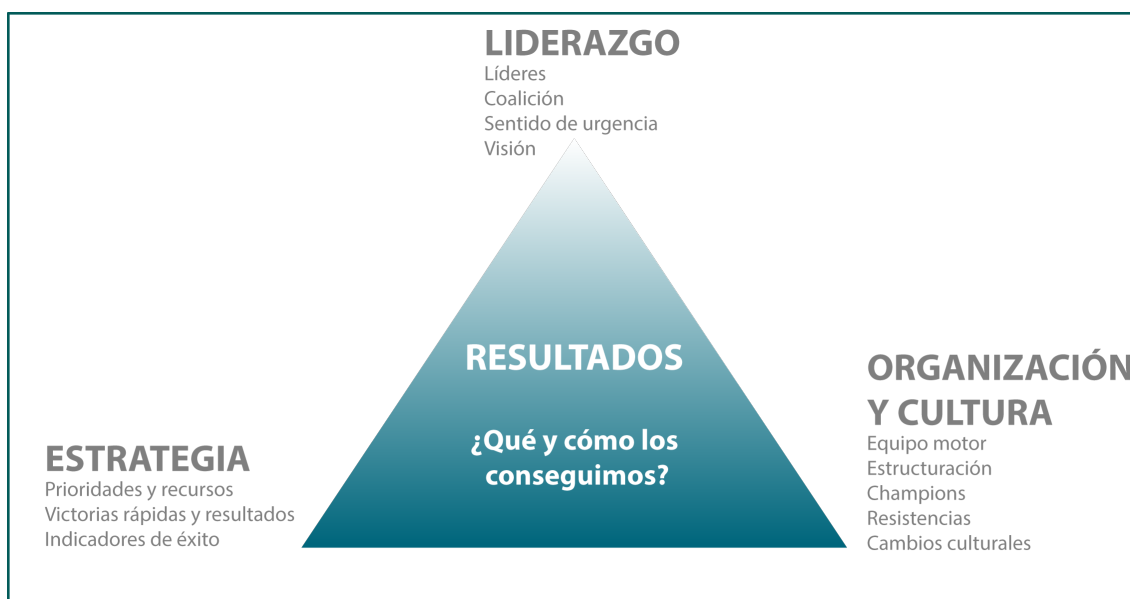 LIDERAZGO
Líderes
Coalición
Sentido de urgencia
Visión
RESULTADOS
¿Qué y cómo los
conseguimos?
ESTRATEGIA
Prioridades y recursos
Victorias rápidas y resultados
Indicadores de éxito
ORGANIZACIÓN
Y CULTURA
Equipo motor
Estructuración
Champions
Resistencias
Cambios culturales